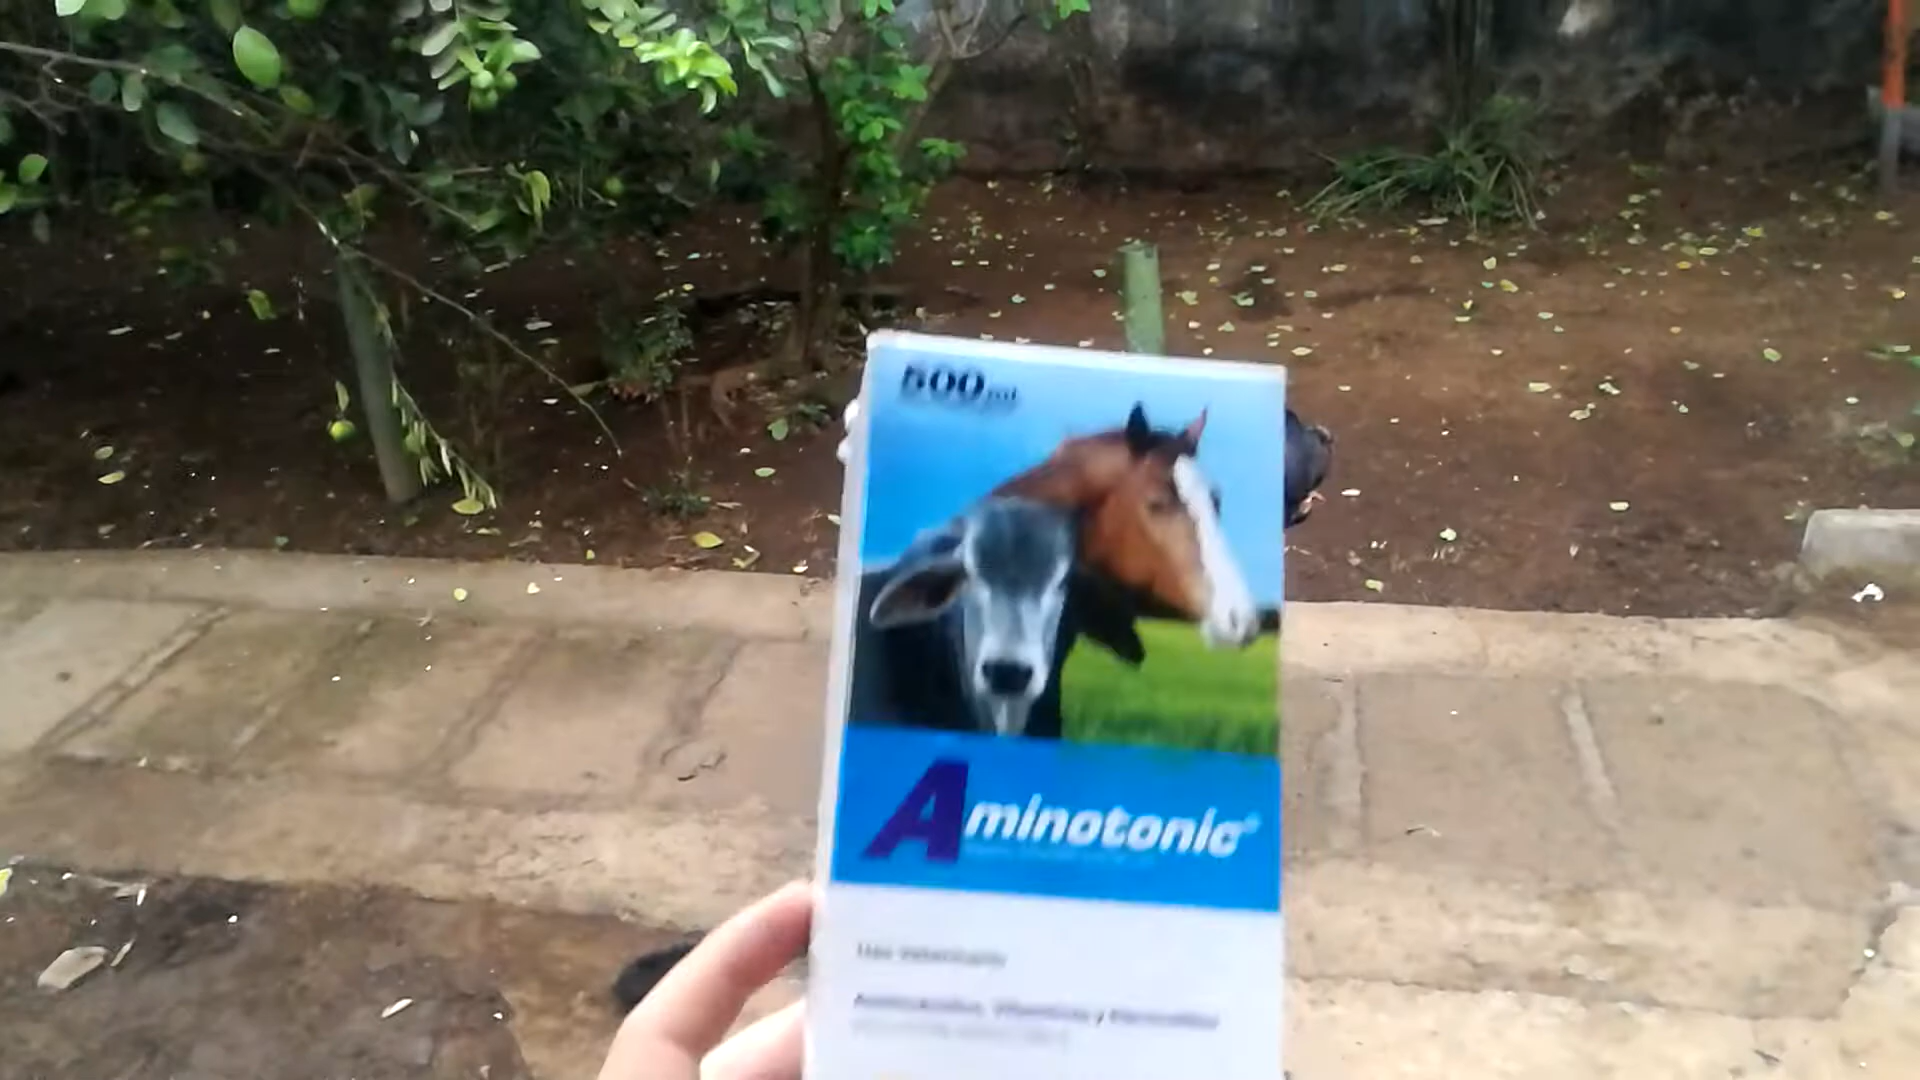 500 ml
Aminotonic
Uso Veterinario
Aminoácidos, Vitaminas y Electrolitos